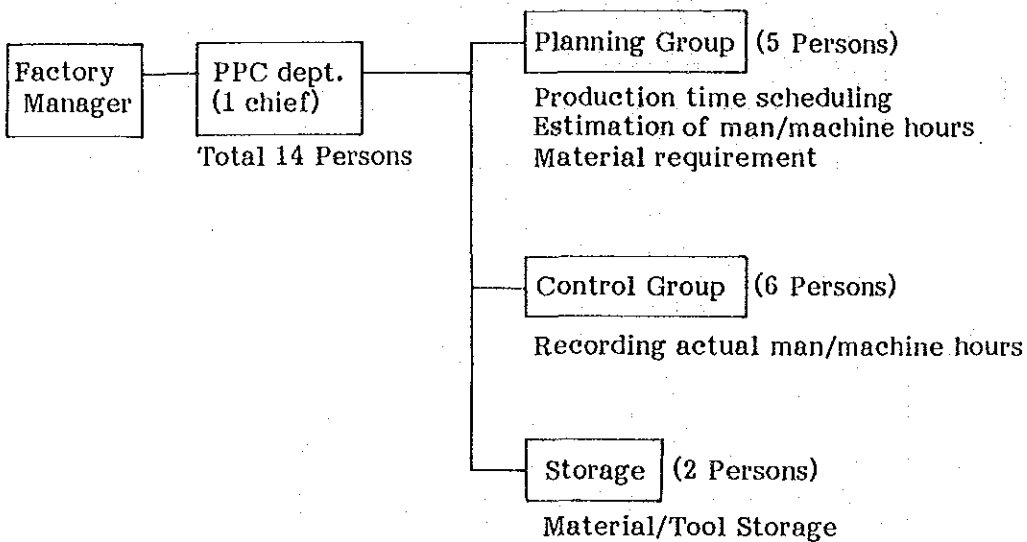 Factory
Manager
PPC dept.
(1 chief)
Total 14 Persons
Planning Group (5 Persons)
Production time scheduling
Estimation of man/machine hours
Material requirement
Control Group (6 Persons)
Recording actual man/machine hours
Storage (2 Persons)
Material/Tool Storage